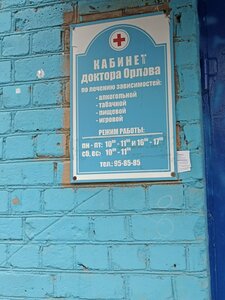 КАБИНЕТ
доктора Орлова
по лечению зависимостей:
- алкогольной
- табачной
- пищевой
- игровой
РЕЖИМ РАБОТЫ:
пн - пт: 10⁰⁰ - 11⁰⁰ и 16⁰⁰ - 17⁰⁰
сб, вс: 10⁰⁰ - 11⁰⁰
тел.: 95-85-85